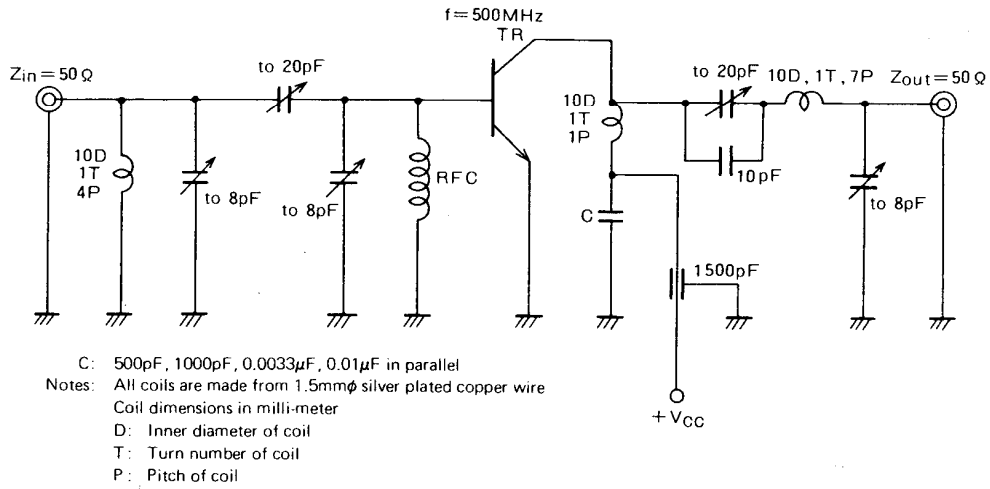 f=500MHz
TR
Zin=50Ω
to 20pF
to 20pF
10D, 1T, 7P
Zout=50Ω
10D
1T
1P
10D
1T
4P
to 8pF
to 8pF
RFC
10pF
to 8pF
C
1500pF
+VCC
C: 500pF, 1000pF, 0.0033μF, 0.01μF in parallel
Notes: All coils are made from 1.5mmφ silver plated copper wire
Coil dimensions in milli-meter
D: Inner diameter of coil
T: Turn number of coil
P: Pitch of coil